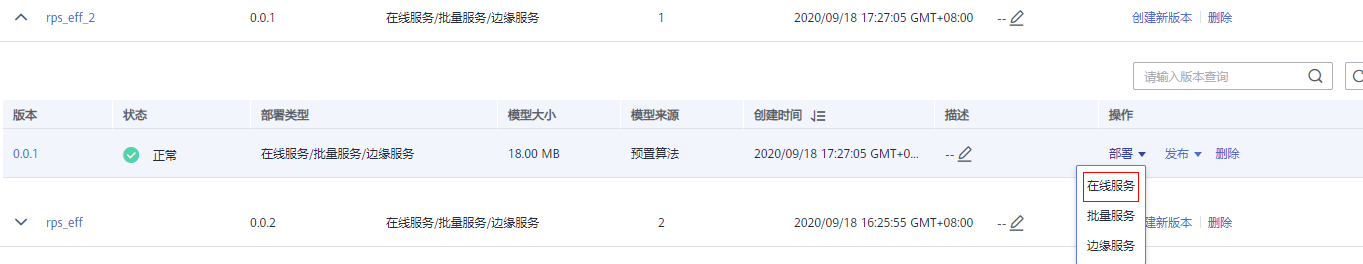 rps_eff_2 0.0.1 在线服务/批量服务/边缘服务 1 2020/09/18 17:27:05 GMT+08:00 -- 创建新版本 删除
请输入版本查询
版本 状态 部署类型 模型大小 模型来源 创建时间 描述 操作
0.0.1 正常 在线服务/批量服务/边缘服务 18.00 MB 预置算法 2020/09/18 17:27:05 GMT+0... -- 部署 发布 删除
在线服务
批量服务
边缘服务
rps_eff 0.0.2 在线服务/批量服务/边缘服务 2 2020/09/18 16:25:55 GMT+08:00 -- 建新版本 删除